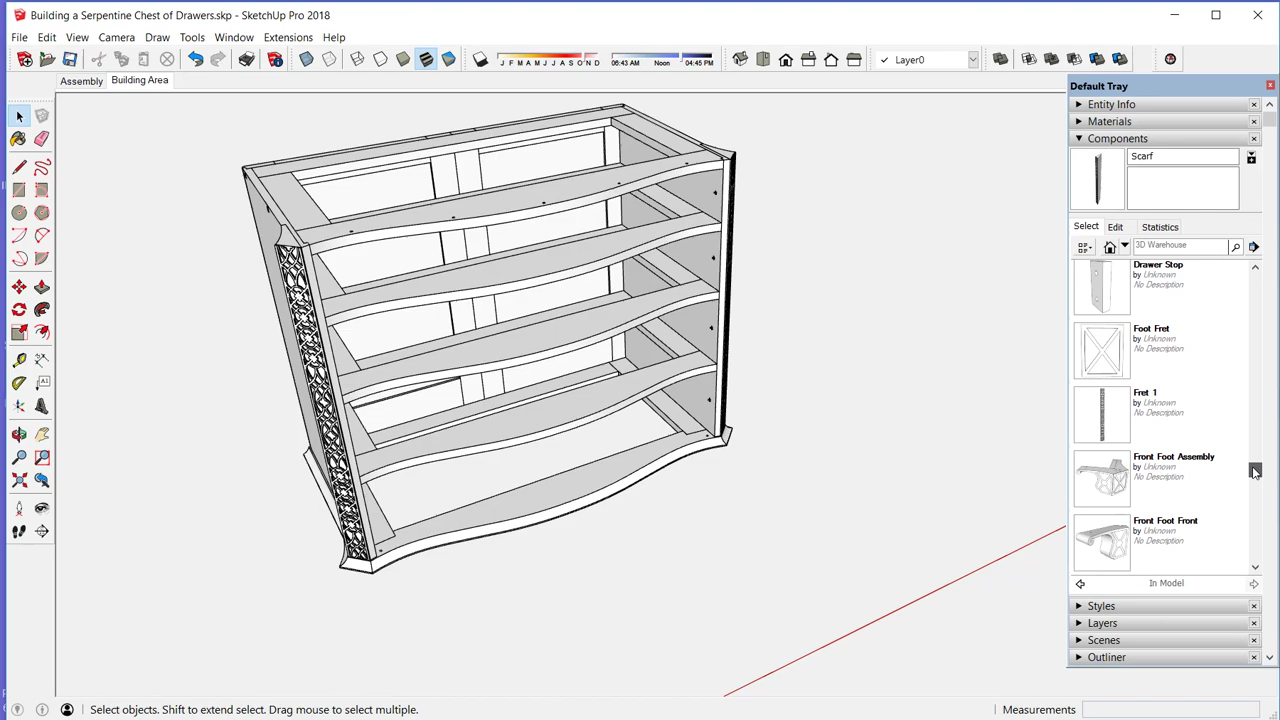 Building a Serpentine Chest of Drawers.skp - SketchUp Pro 2018
File Edit View Camera Draw Tools Window Extensions Help
J F M A M J J A S O N D
06:43 AM Noon 04:45 PM
Layer0
Assembly Building Area
Default Tray
Entity Info
Materials
Components
Scarf
Select Edit Statistics
3D Warehouse
Drawer Stop
by Unknown
No Description
Foot Fret
by Unknown
No Description
Fret 1
by Unknown
No Description
Front Foot Assembly
by Unknown
No Description
Front Foot Front
by Unknown
No Description
In Model
Styles
Layers
Scenes
Outliner
Select objects. Shift to extend select. Drag mouse to select multiple.
Measurements